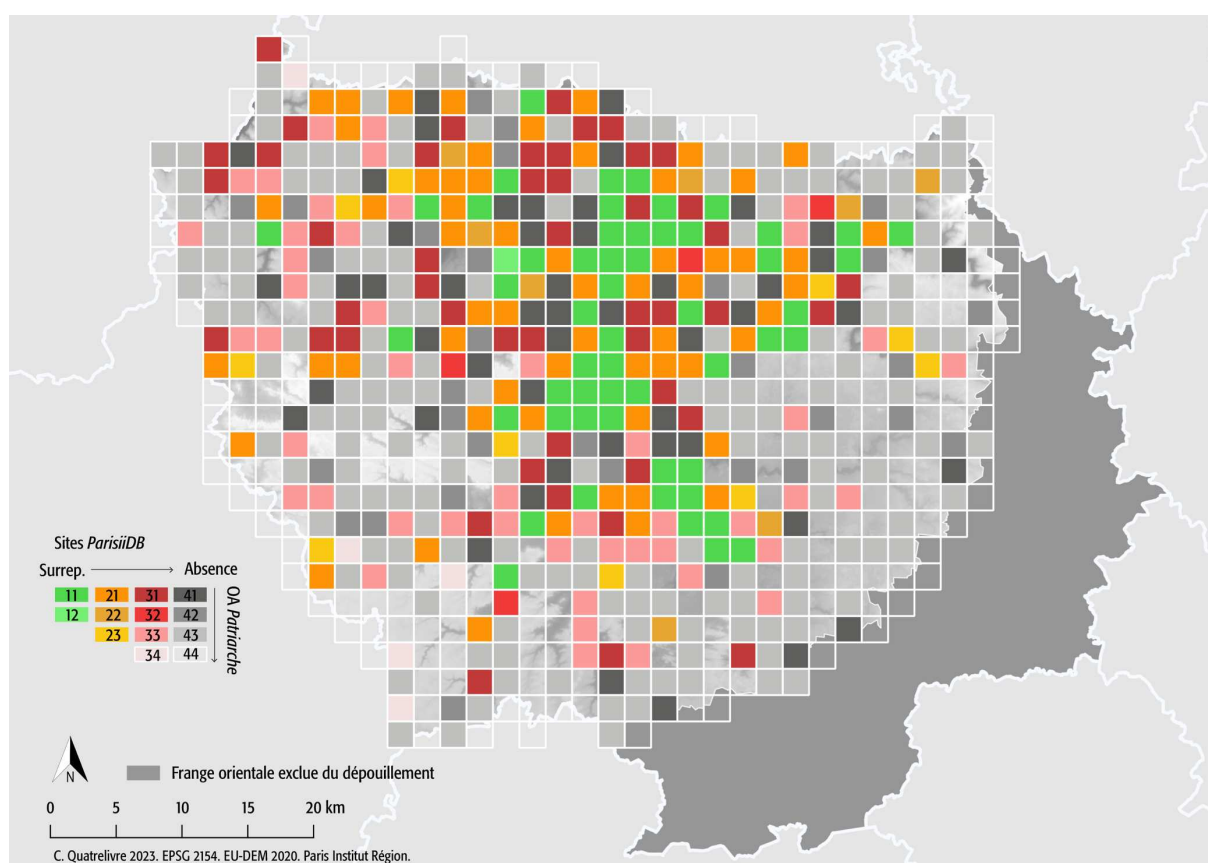 Sites ParisiiDB
Surrep. Absence
11 21 31 41
12 22 32 42
23 33 43
34 44
OA Patriarche
N
Frange orientale exclue du dépouillement
0 5 10 15 20 km
C. Quatrelivre 2023. EPSG 2154. EU-DEM 2020. Paris Institut Région.